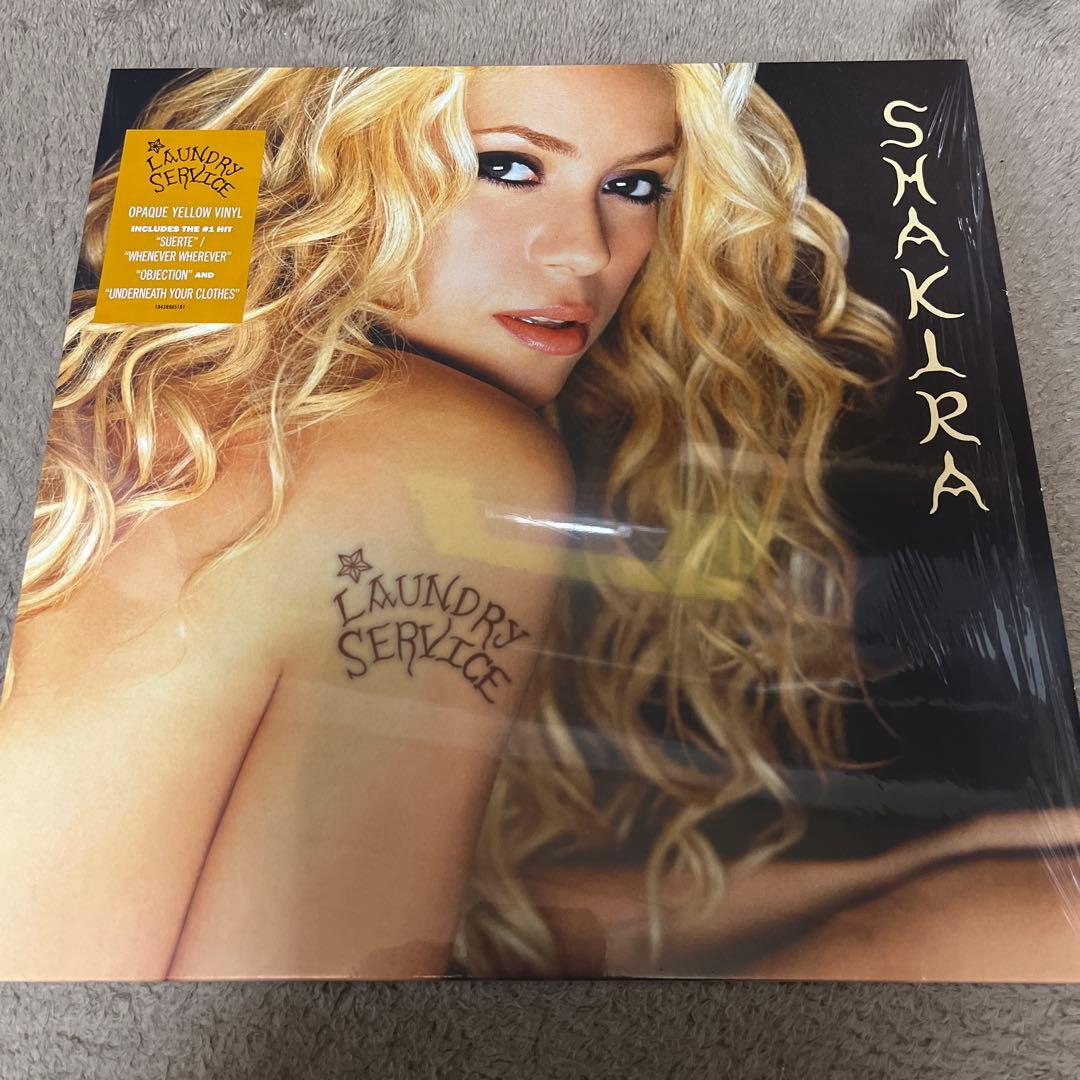 LAUNDRY
SERVICE
OPAQUE YELLOW VINYL
INCLUDES THE #1 HIT
"SUERTE" /
"WHENEVER WHEREVER"
"OBJECTION" AND
"UNDERNEATH YOUR CLOTHES"
19439905101
SHAKIRA
LAUNDRY
SERVICE